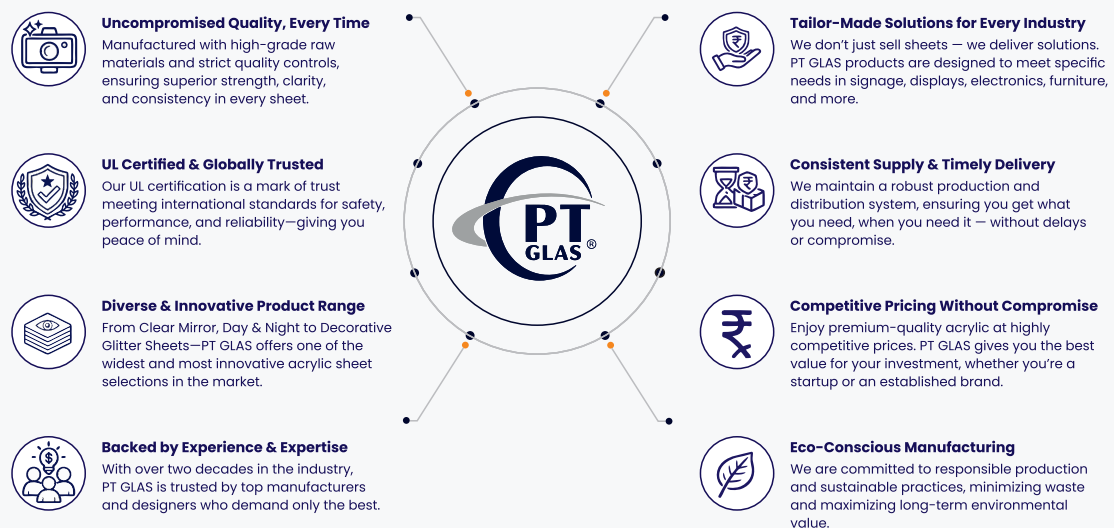 Uncompromised Quality, Every Time
Manufactured with high-grade raw
materials and strict quality controls,
ensuring superior strength, clarity,
and consistency in every sheet.
UL Certified & Globally Trusted
Our UL certification is a mark of trust
meeting international standards for safety,
performance, and reliability—giving you
peace of mind.
Diverse & Innovative Product Range
From Clear Mirror, Day & Night to Decorative
Glitter Sheets—PT GLAS offers one of the
widest and most innovative acrylic sheet
selections in the market.
$
Backed by Experience & Expertise
With over two decades in the industry,
PT GLAS is trusted by top manufacturers
and designers who demand only the best.
PT
GLAS®
₹
Tailor-Made Solutions for Every Industry
We don't just sell sheets — we deliver solutions.
PT GLAS products are designed to meet specific
needs in signage, displays, electronics, furniture,
and more.
₹
Consistent Supply & Timely Delivery
We maintain a robust production and
distribution system, ensuring you get what
you need, when you need it — without delays
or compromise.
₹
Competitive Pricing Without Compromise
Enjoy premium-quality acrylic at highly
competitive prices. PT GLAS gives you the best
value for your investment, whether you're a
startup or an established brand.
Eco-Conscious Manufacturing
We are committed to responsible production
and sustainable practices, minimizing waste
and maximizing long-term environmental
value.